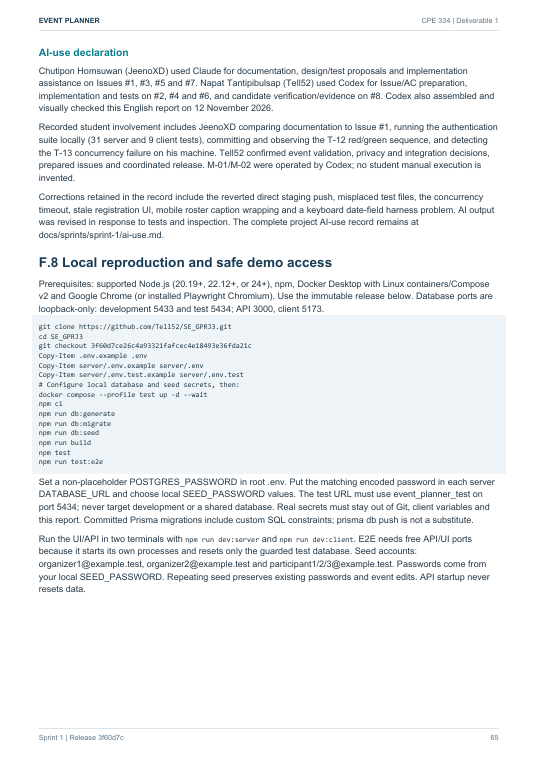 EVENT PLANNER
CPE 334 | Deliverable 1
AI-use declaration
Chutipon Homsuwan (JeenoXD) used Claude for documentation, design/test proposals and implementation
assistance on Issues #1, #3, #5 and #7. Napat Tantipibulsap (Tell52) used Codex for Issue/AC preparation,
implementation and tests on #2, #4 and #6, and candidate verification/evidence on #8. Codex also assembled and
visually checked this English report on 12 November 2026.
Recorded student involvement includes JeenoXD comparing documentation to Issue #1, running the authentication
suite locally (31 server and 9 client tests), committing and observing the T-12 red/green sequence, and detecting
the T-13 concurrency failure on his machine. Tell52 confirmed event validation, privacy and integration decisions,
prepared issues and coordinated release. M-01/M-02 were operated by Codex; no student manual execution is
invented.
Corrections retained in the record include the reverted direct staging push, misplaced test files, the concurrency
timeout, stale registration UI, mobile roster caption wrapping and a keyboard date-field harness problem. AI output
was revised in response to tests and inspection. The complete project AI-use record remains at
docs/sprints/sprint-1/ai-use.md.
F.8 Local reproduction and safe demo access
Prerequisites: supported Node.js (20.19+, 22.12+, or 24+), npm, Docker Desktop with Linux containers/Compose
v2 and Google Chrome (or installed Playwright Chromium). Use the immutable release below. Database ports are
loopback-only: development 5433 and test 5434; API 3000, client 5173.
git clone https://github.com/Tell52/SE_GPRJ3.git
cd SE_GPRJ3
git checkout 3f60d7ce26c4a93321fafcec4e18493e36fda21c
Copy-Item .env.example .env
Copy-Item server/.env.example server/.env
Copy-Item server/.env.test.example server/.env.test
# Configure local database and seed secrets, then:
docker compose --profile test up -d --wait
npm ci
npm run db:generate
npm run db:migrate
npm run db:seed
npm run build
npm test
npm run test:e2e
Set a non-placeholder POSTGRES_PASSWORD in root .env. Put the matching encoded password in each server
DATABASE_URL and choose local SEED_PASSWORD values. The test URL must use event_planner_test on
port 5434; never target development or a shared database. Real secrets must stay out of Git, client variables and
this report. Committed Prisma migrations include custom SQL constraints; prisma db push is not a substitute.
Run the UI/API in two terminals with npm run dev:server and npm run dev:client. E2E needs free API/UI ports
because it starts its own processes and resets only the guarded test database. Seed accounts:
organizer1@example.test, organizer2@example.test and participant1/2/3@example.test. Passwords come from
your local SEED_PASSWORD. Repeating seed preserves existing passwords and event edits. API startup never
resets data.
Sprint 1 | Release 3f60d7c
65